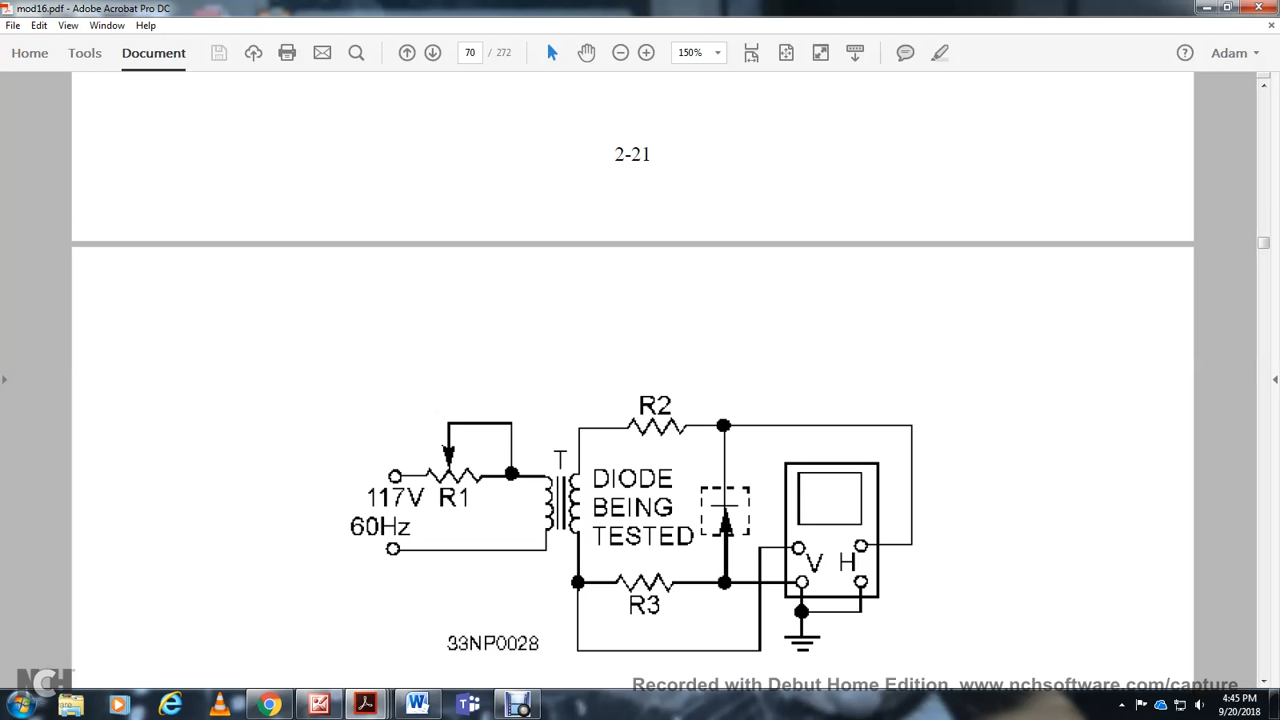 mod16.pdf - Adobe Acrobat Pro DC
File Edit View Window Help
Home Tools Document 70 / 272 150% Adam
2-21
R2
T
DIODE
BEING
TESTED
117V R1
60Hz
V H
R3
33NP0028
NCH
Recorded with Debut Home Edition. www.nchsoftware.com/capture
4:45 PM
9/20/2018